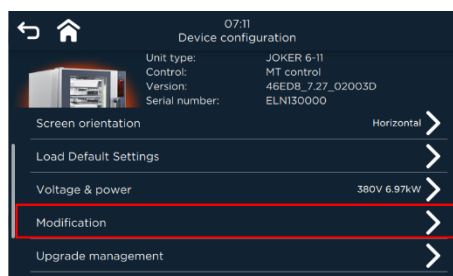 07:11
Device configuration
Unit type: JOKER 6-11
Control: MT control
Version: 46ED8_7.27_02003D
Serial number: ELN130000
Screen orientation Horizontal
Load Default Settings
Voltage & power 380V 6.97kW
Modification
Upgrade management